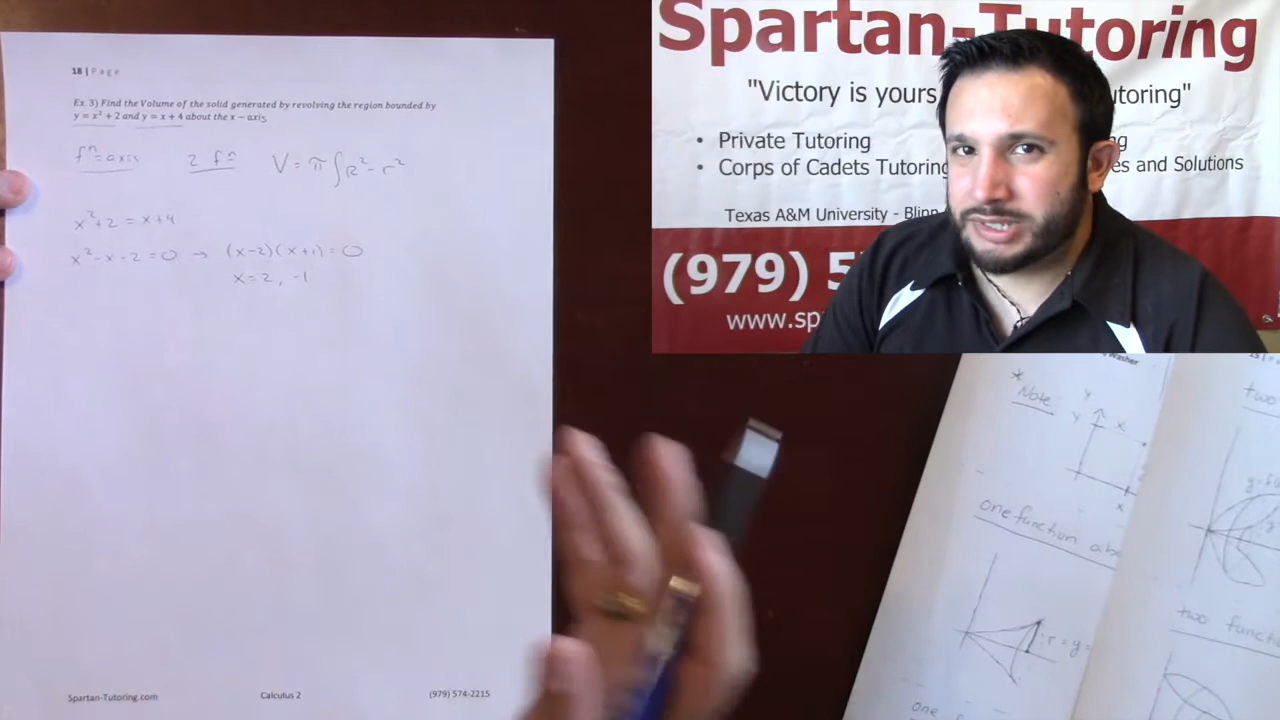 18 | Page
Ex. 3) Find the Volume of the solid generated by revolving the region bounded by
y = x² + 2 and y = x + 4 about the x – axis
fⁿ = axis 2 fⁿ V = π ∫ R² - r²
x² + 2 = x + 4
x² - x - 2 = 0 → (x-2)(x+1) = 0
x = 2, -1
Spartan-Tutoring.com Calculus 2 (979) 574-2215
Spartan-Tutoring
"Victory is yours utoring"
• Private Tutoring
• Corps of Cadets Tutoring es and Solutions
Texas A&M University - Blinn
(979) 5
www.sp
Washer
* Note:
Y
Y X
X
one function abo
: r = y =
one
two
y = f(
two functio